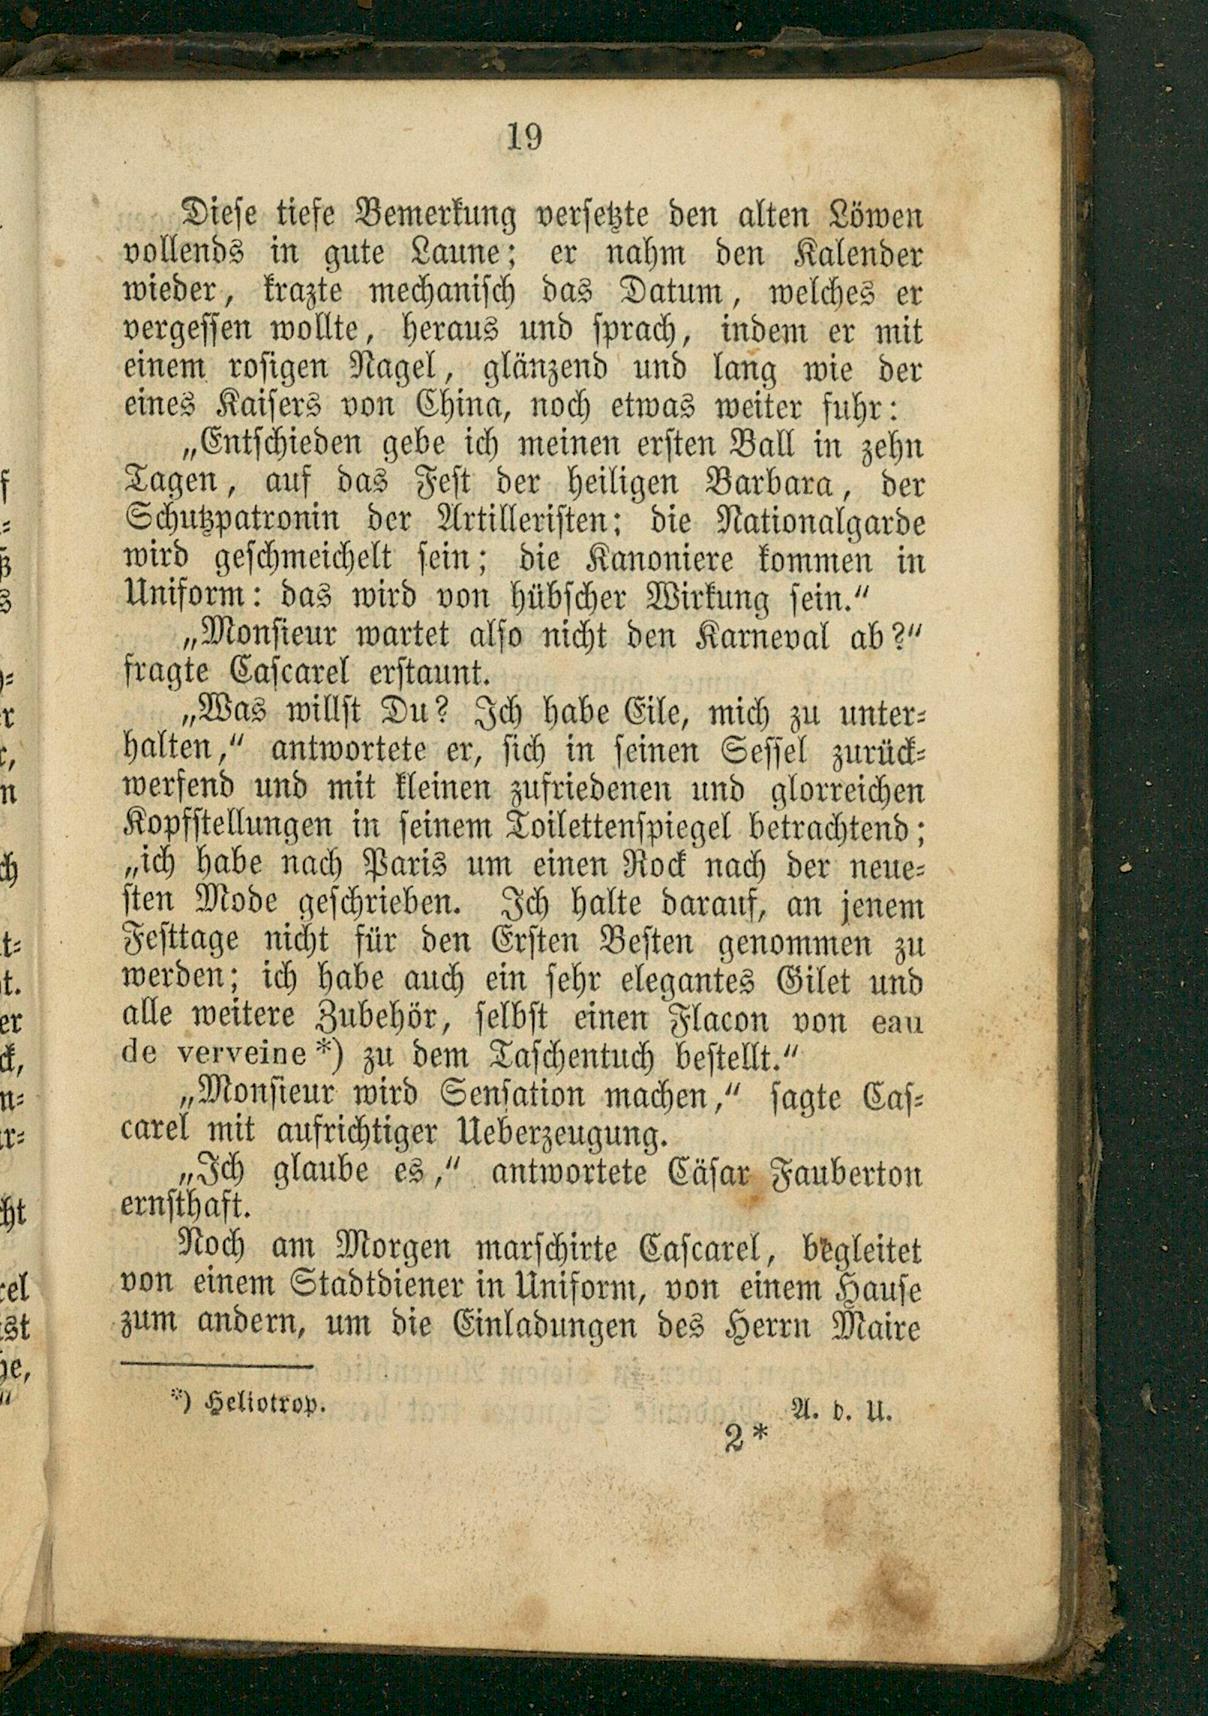 19
Diese tiefe Bemerkung versetzte den alten Löwen
vollends in gute Laune; er nahm den Kalender
wieder, krazte mechanisch das Datum, welches er
vergessen wollte, heraus und sprach, indem er mit
einem rosigen Nagel, glänzend und lang wie der
eines Kaisers von China, noch etwas weiter fuhr:
„Entschieden gebe ich meinen ersten Ball in zehn
Tagen, auf das Fest der heiligen Barbara, der
Schutzpatronin der Artilleristen; die Nationalgarde
wird geschmeichelt sein; die Kanoniere kommen in
Uniform: das wird von hübscher Wirkung sein.“
„Monsieur wartet also nicht den Karneval ab?“
fragte Cascarel erstaunt.
„Was willst Du? Ich habe Eile, mich zu unter-
halten,“ antwortete er, sich in seinen Sessel zurück-
werfend und mit kleinen zufriedenen und glorreichen
Kopfstellungen in seinem Toilettenspiegel betrachtend;
„ich habe nach Paris um einen Rock nach der neue-
sten Mode geschrieben. Ich halte darauf, an jenem
Festtage nicht für den Ersten Besten genommen zu
werden; ich habe auch ein sehr elegantes Gilet und
alle weitere Zubehör, selbst einen Flacon von eau
de verveine*) zu dem Taschentuch bestellt.“
„Monsieur wird Sensation machen,“ sagte Cas-
carel mit aufrichtiger Ueberzeugung.
„Ich glaube es,“ antwortete Cäsar Fauberton
ernsthaft.
Noch am Morgen marschirte Cascarel, begleitet
von einem Stadtdiener in Uniform, von einem Hause
zum andern, um die Einladungen des Herrn Maire
*) Heliotrop. A. d. U.
2*